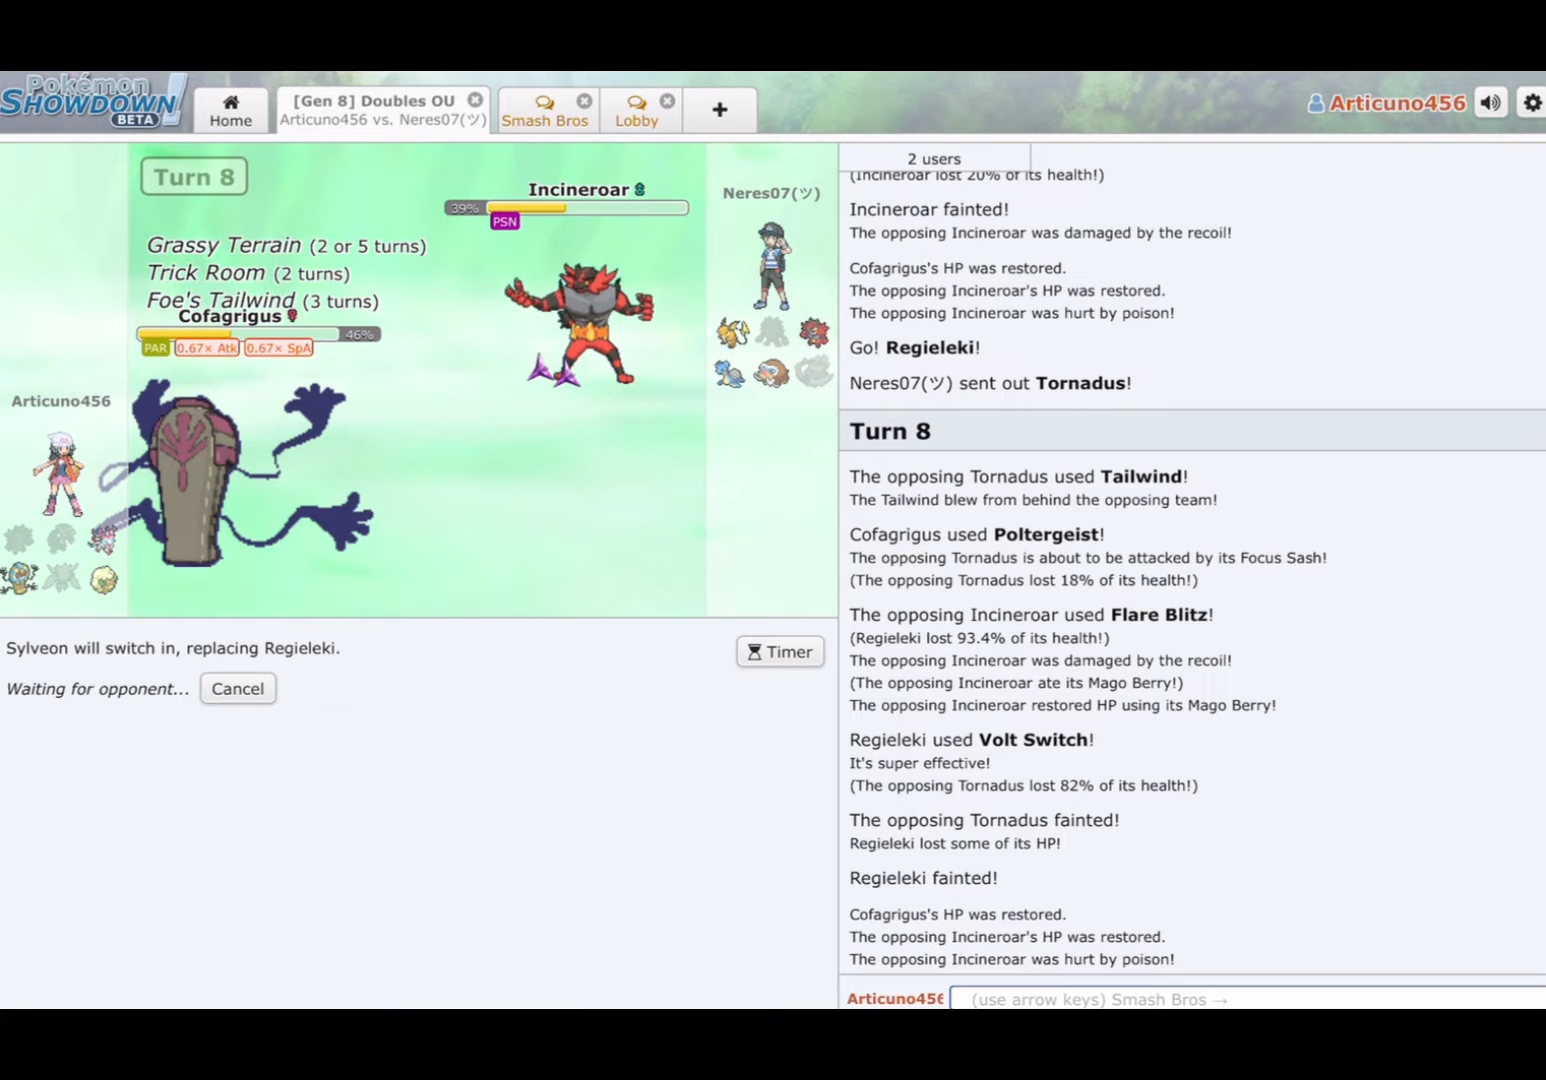 Pokémon
SHOWDOWN!
BETA
Home
[Gen 8] Doubles OU
Articuno456 vs. Neres07(ツ)
Smash Bros
Lobby
+
Articuno456
Turn 8
Incineroar
39%
PSN
Grassy Terrain (2 or 5 turns)
Trick Room (2 turns)
Foe's Tailwind (3 turns)
Cofagrigus
46%
PAR 0.67× Atk 0.67× SpA
Neres07(ツ)
Articuno456
Sylveon will switch in, replacing Regieleki.
Timer
Waiting for opponent...
Cancel
2 users
(Incineroar lost 20% of its health!)
Incineroar fainted!
The opposing Incineroar was damaged by the recoil!
Cofagrigus's HP was restored.
The opposing Incineroar's HP was restored.
The opposing Incineroar was hurt by poison!
Go! Regieleki!
Neres07(ツ) sent out Tornadus!
Turn 8
The opposing Tornadus used Tailwind!
The Tailwind blew from behind the opposing team!
Cofagrigus used Poltergeist!
The opposing Tornadus is about to be attacked by its Focus Sash!
(The opposing Tornadus lost 18% of its health!)
The opposing Incineroar used Flare Blitz!
(Regieleki lost 93.4% of its health!)
The opposing Incineroar was damaged by the recoil!
(The opposing Incineroar ate its Mago Berry!)
The opposing Incineroar restored HP using its Mago Berry!
Regieleki used Volt Switch!
It's super effective!
(The opposing Tornadus lost 82% of its health!)
The opposing Tornadus fainted!
Regieleki lost some of its HP!
Regieleki fainted!
Cofagrigus's HP was restored.
The opposing Incineroar's HP was restored.
The opposing Incineroar was hurt by poison!
Articuno456
(use arrow keys) Smash Bros →